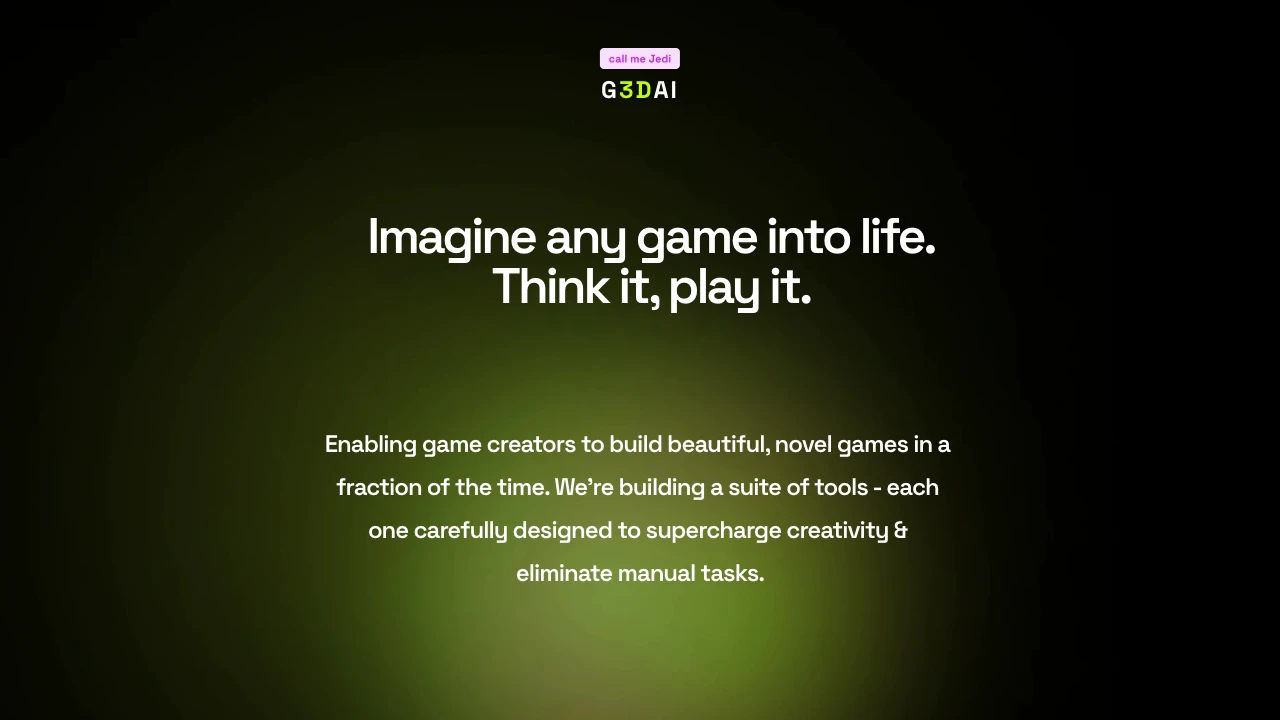 call me Jedi
G3DAI
Imagine any game into life.
Think it, play it.
Enabling game creators to build beautiful, novel games in a
fraction of the time. We’re building a suite of tools - each
one carefully designed to supercharge creativity &
eliminate manual tasks.